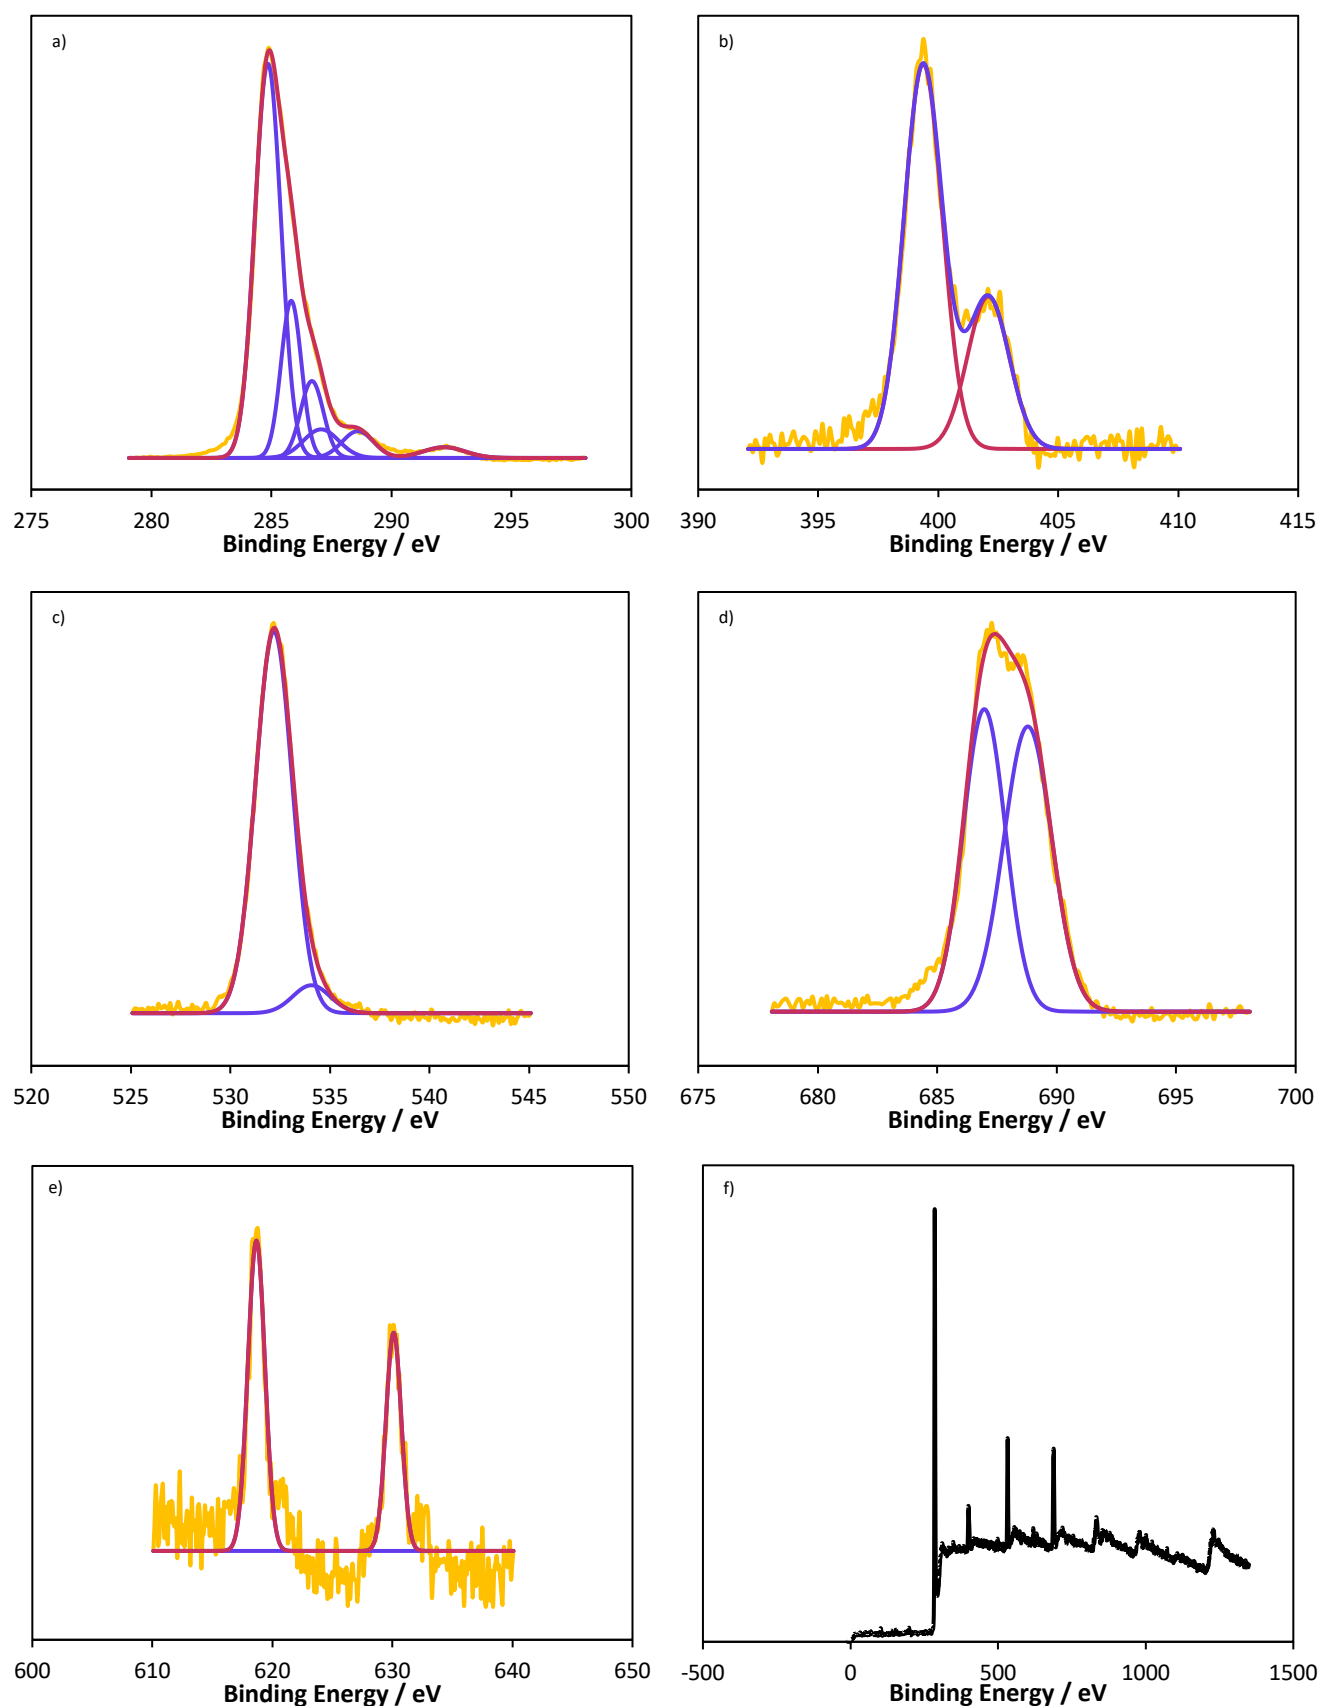 a)
275 280 285 290 295 300
Binding Energy / eV
b)
390 395 400 405 410 415
Binding Energy / eV
c)
520 525 530 535 540 545 550
Binding Energy / eV
d)
675 680 685 690 695 700
Binding Energy / eV
e)
600 610 620 630 640 650
Binding Energy / eV
f)
-500 0 500 1000 1500
Binding Energy / eV